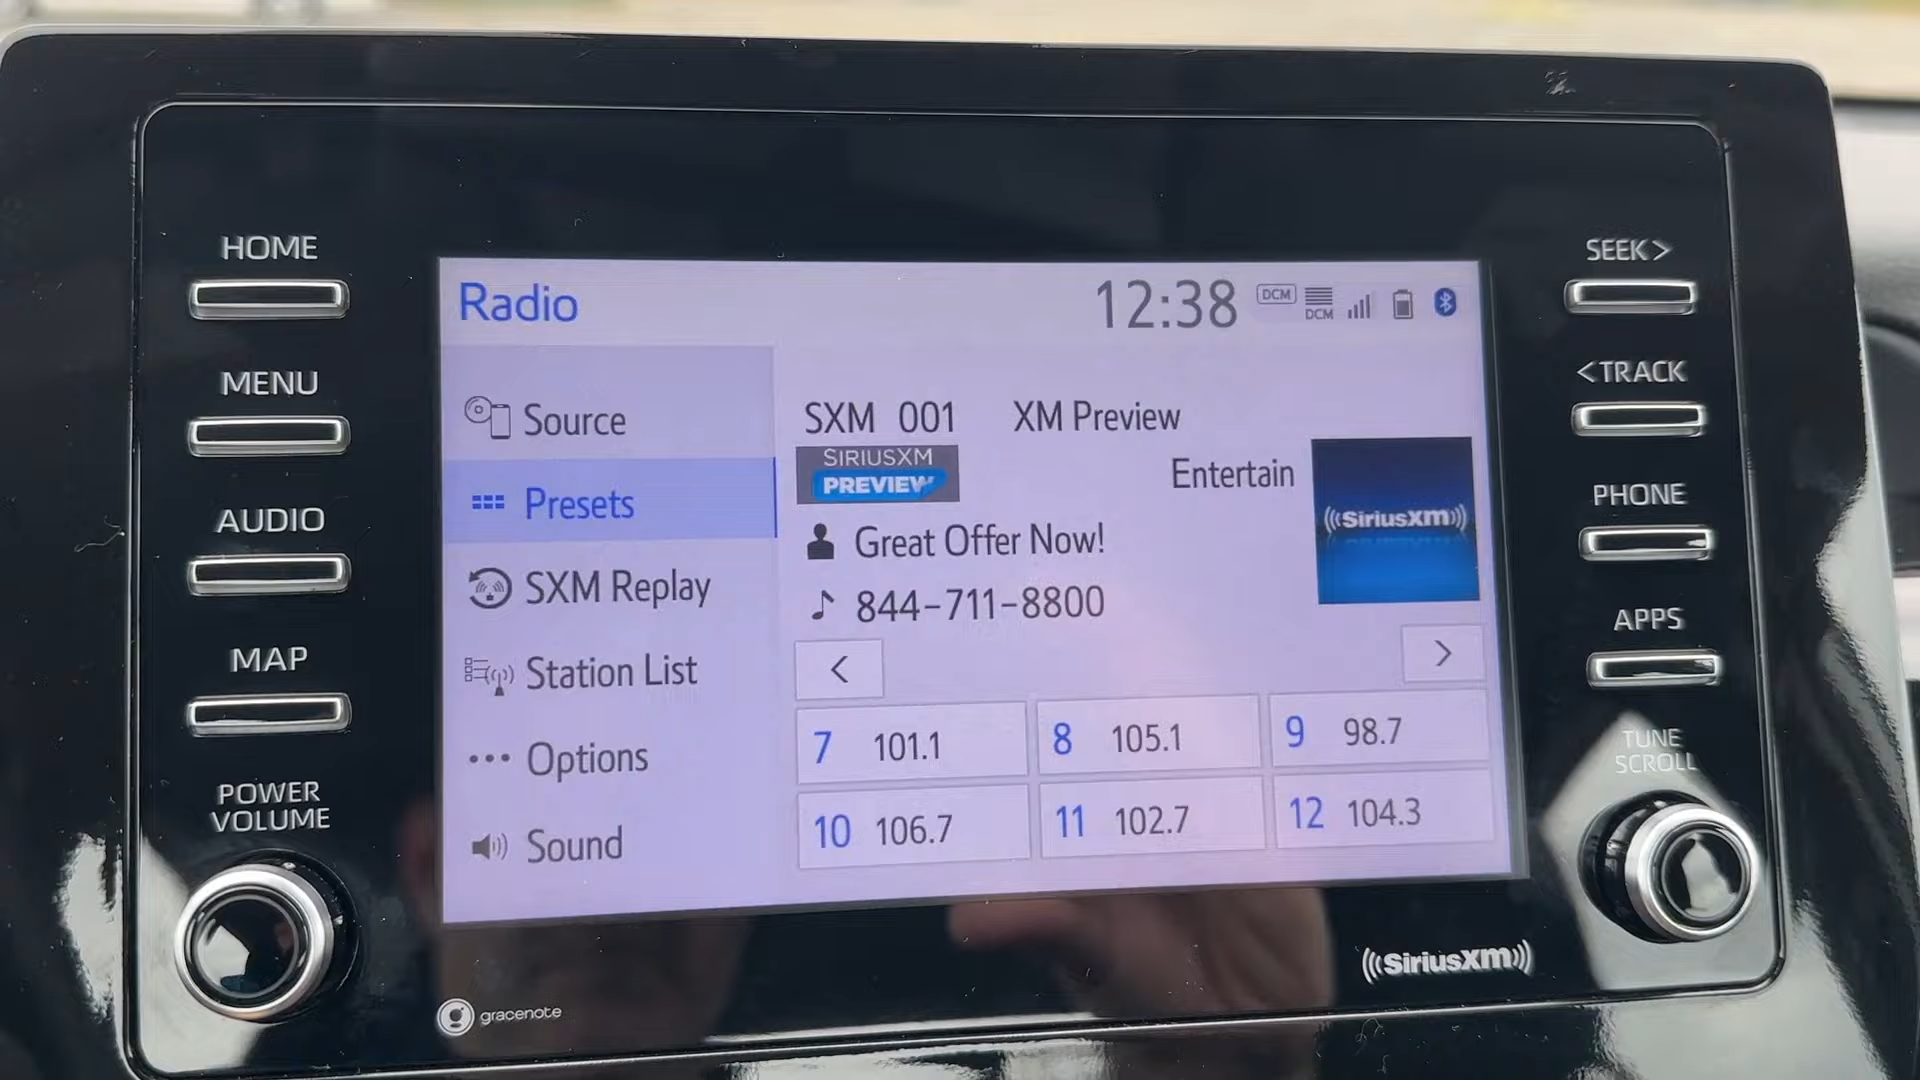 HOME
MENU
AUDIO
MAP
POWER
VOLUME
Radio
12:38
DCM
DCM
Source
Presets
SXM Replay
Station List
Options
Sound
SXM 001 XM Preview
SIRIUSXM
PREVIEW
Entertain
((SiriusXM))
Great Offer Now!
844-711-8800
<
>
7 101.1
8 105.1
9 98.7
10 106.7
11 102.7
12 104.3
SEEK >
< TRACK
PHONE
APPS
TUNE
SCROLL
((SiriusXM))
gracenote